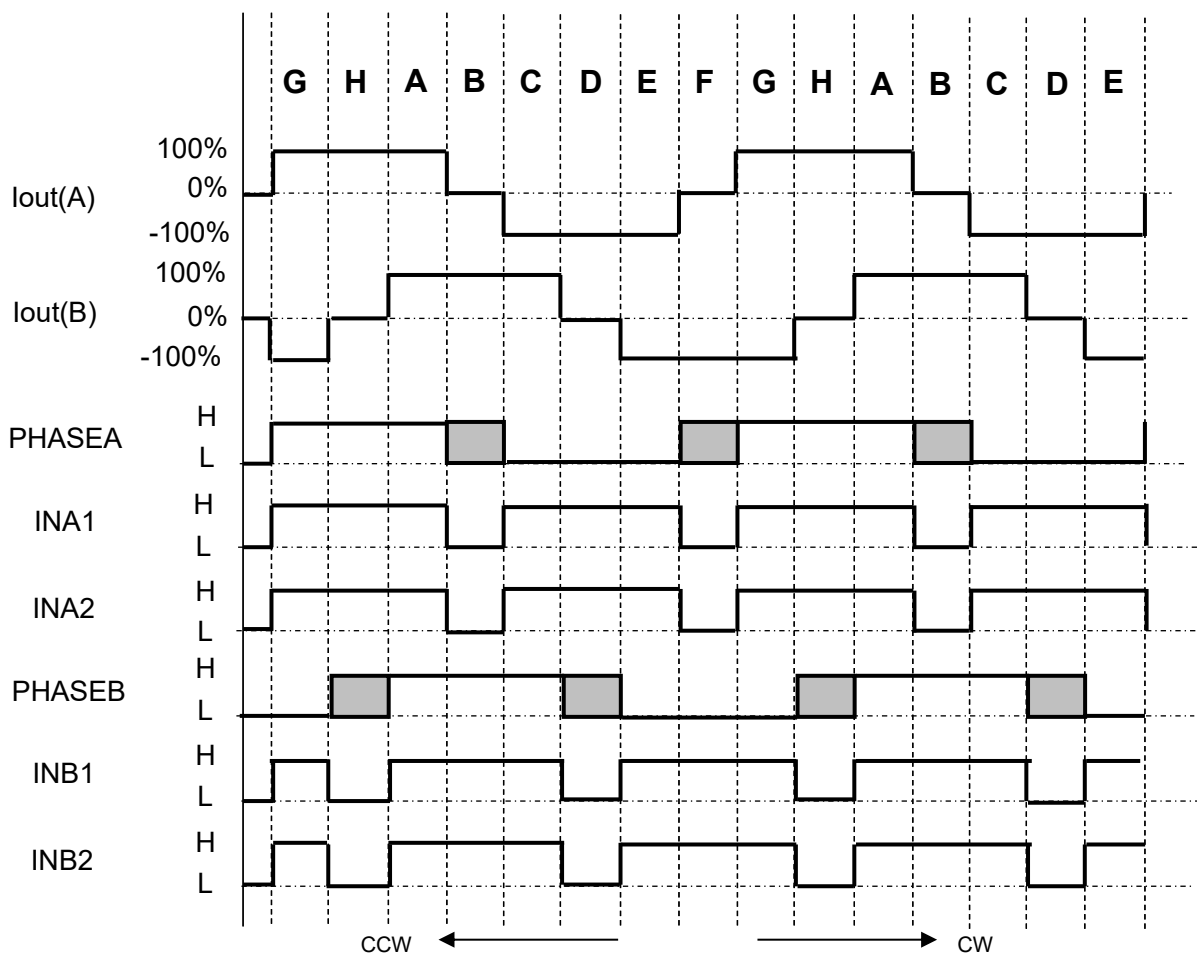 G H A B C D E F G H A B C D E
100%
Iout(A) 0%
-100%
100%
Iout(B) 0%
-100%
H
PHASEA
L
H
INA1
L
H
INA2
L
H
PHASEB
L
H
INB1
L
H
INB2
L
CCW CW